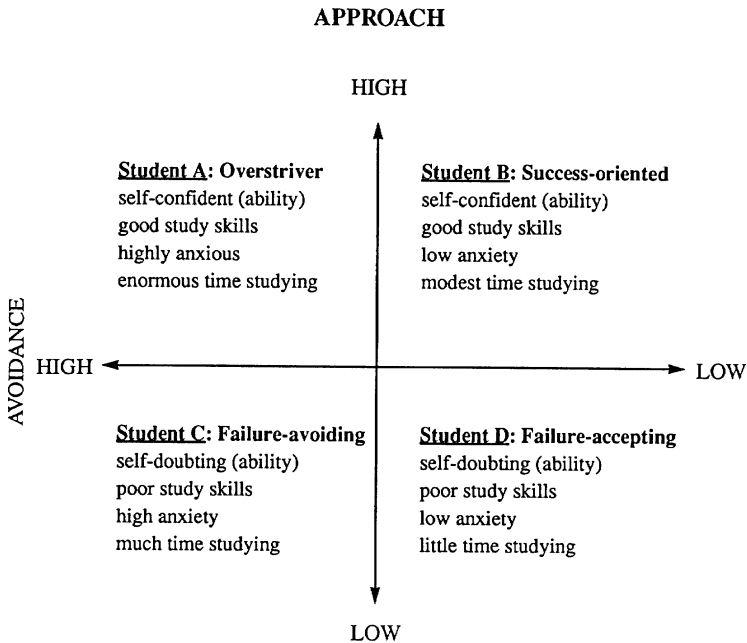 APPROACH
HIGH
Student A: Overstriver
self-confident (ability)
good study skills
highly anxious
enormous time studying
Student B: Success-oriented
self-confident (ability)
good study skills
low anxiety
modest time studying
AVOIDANCE
HIGH
LOW
Student C: Failure-avoiding
self-doubting (ability)
poor study skills
high anxiety
much time studying
Student D: Failure-accepting
self-doubting (ability)
poor study skills
low anxiety
little time studying
LOW